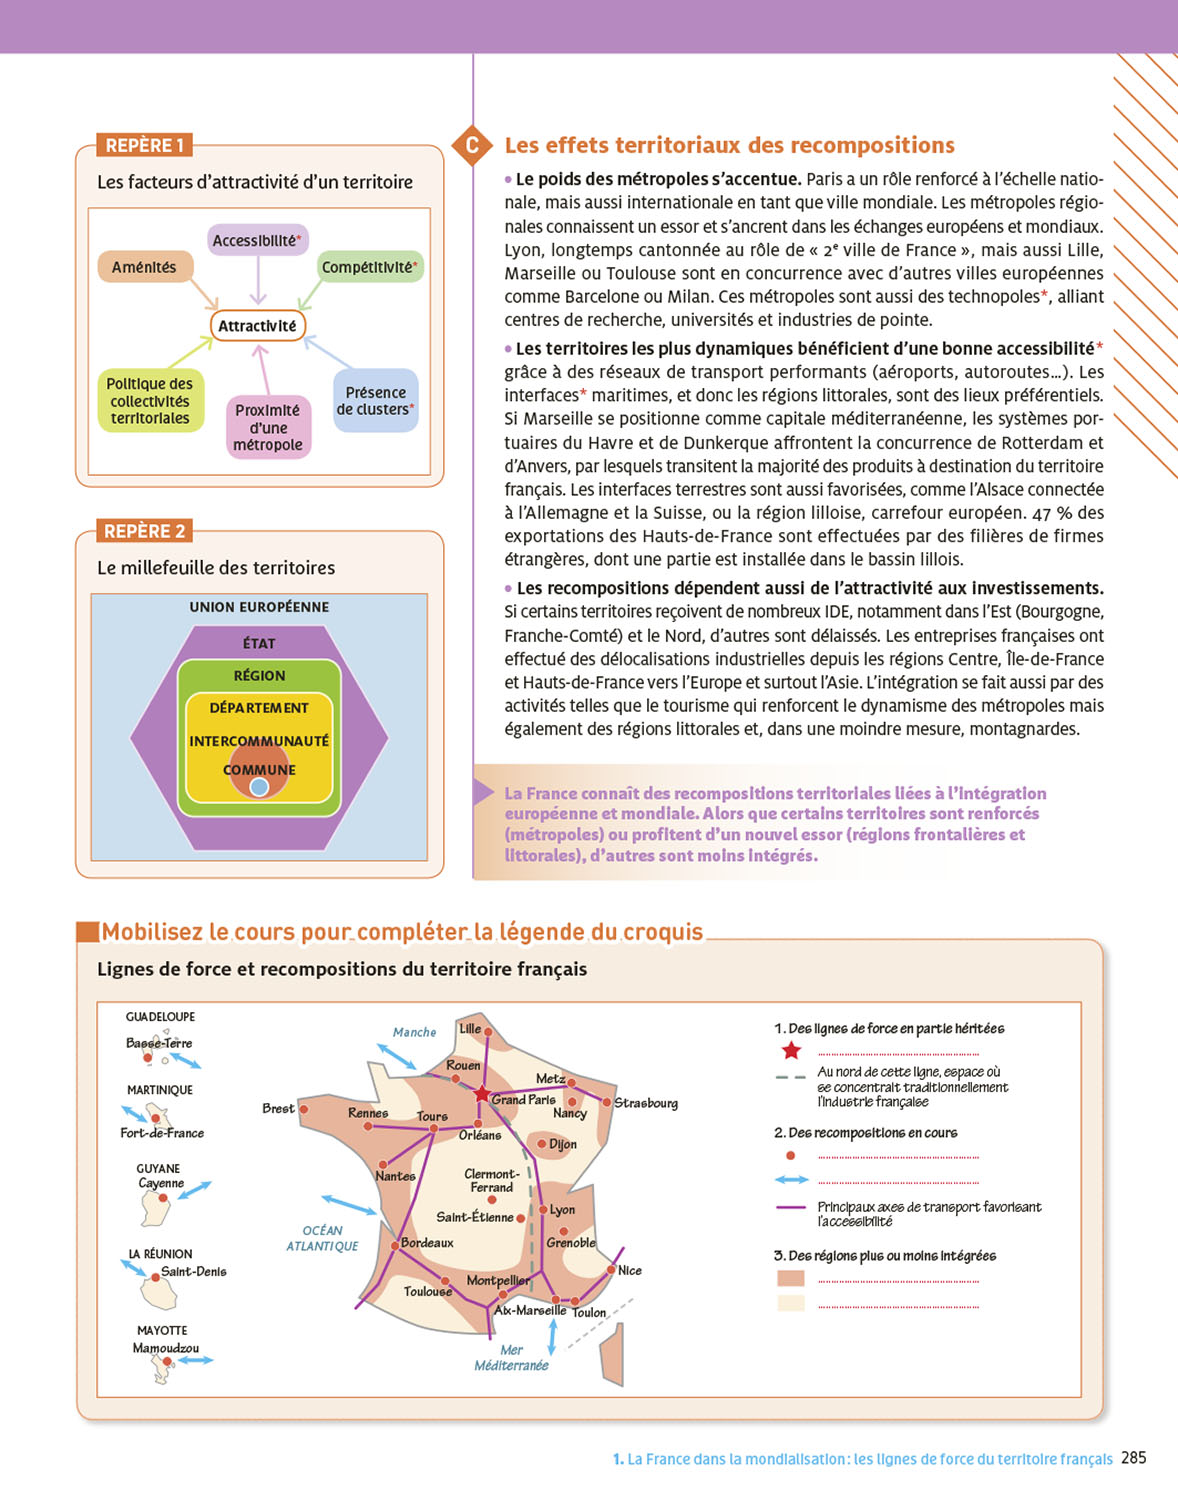 REPÈRE 1
Les facteurs d'attractivité d'un territoire
Accessibilité*
Aménités
Compétitivité*
Attractivité
Politique des
collectivités
territoriales
Proximité
d'une
métropole
Présence
de clusters*
REPÈRE 2
Le millefeuille des territoires
UNION EUROPÉENNE
ÉTAT
RÉGION
DÉPARTEMENT
INTERCOMMUNAUTÉ
COMMUNE
C
Les effets territoriaux des recompositions
• Le poids des métropoles s'accentue. Paris a un rôle renforcé à l'échelle natio-
nale, mais aussi internationale en tant que ville mondiale. Les métropoles régio-
nales connaissent un essor et s'ancrent dans les échanges européens et mondiaux.
Lyon, longtemps cantonnée au rôle de « 2e ville de France », mais aussi Lille,
Marseille ou Toulouse sont en concurrence avec d'autres villes européennes
comme Barcelone ou Milan. Ces métropoles sont aussi des technopoles*, alliant
centres de recherche, universités et industries de pointe.
• Les territoires les plus dynamiques bénéficient d'une bonne accessibilité*
grâce à des réseaux de transport performants (aéroports, autoroutes…). Les
interfaces* maritimes, et donc les régions littorales, sont des lieux préférentiels.
Si Marseille se positionne comme capitale méditerranéenne, les systèmes por-
tuaires du Havre et de Dunkerque affrontent la concurrence de Rotterdam et
d'Anvers, par lesquels transitent la majorité des produits à destination du territoire
français. Les interfaces terrestres sont aussi favorisées, comme l'Alsace connectée
à l'Allemagne et la Suisse, ou la région lilloise, carrefour européen. 47 % des
exportations des Hauts-de-France sont effectuées par des filières de firmes
étrangères, dont une partie est installée dans le bassin lillois.
• Les recompositions dépendent aussi de l'attractivité aux investissements.
Si certains territoires reçoivent de nombreux IDE, notamment dans l'Est (Bourgogne,
Franche-Comté) et le Nord, d'autres sont délaissés. Les entreprises françaises ont
effectué des délocalisations industrielles depuis les régions Centre, Île-de-France
et Hauts-de-France vers l'Europe et surtout l'Asie. L'intégration se fait aussi par des
activités telles que le tourisme qui renforcent le dynamisme des métropoles mais
également des régions littorales et, dans une moindre mesure, montagnardes.
La France connaît des recompositions territoriales liées à l'intégration
européenne et mondiale. Alors que certains territoires sont renforcés
(métropoles) ou profitent d'un nouvel essor (régions frontalières et
littorales), d'autres sont moins intégrés.
Mobilisez le cours pour compléter la légende du croquis
Lignes de force et recompositions du territoire français
GUADELOUPE
Basse-Terre
MARTINIQUE
Fort-de-France
GUYANE
Cayenne
LA RÉUNION
Saint-Denis
MAYOTTE
Mamoudzou
Manche
Lille
Rouen
Metz
Grand Paris
Nancy
Strasbourg
Brest
Rennes
Tours
Orléans
Dijon
Nantes
Clermont-
Ferrand
Saint-Étienne
Lyon
Grenoble
OCÉAN
ATLANTIQUE
Bordeaux
Toulouse
Montpellier
Nice
Aix-Marseille
Toulon
Mer
Méditerranée
1. Des lignes de force en partie héritées
Au nord de cette ligne, espace où
se concentrait traditionnellement
l'industrie française
2. Des recompositions en cours
Principaux axes de transport favorisant
l'accessibilité
3. Des régions plus ou moins intégrées
1. La France dans la mondialisation : les lignes de force du territoire français 285